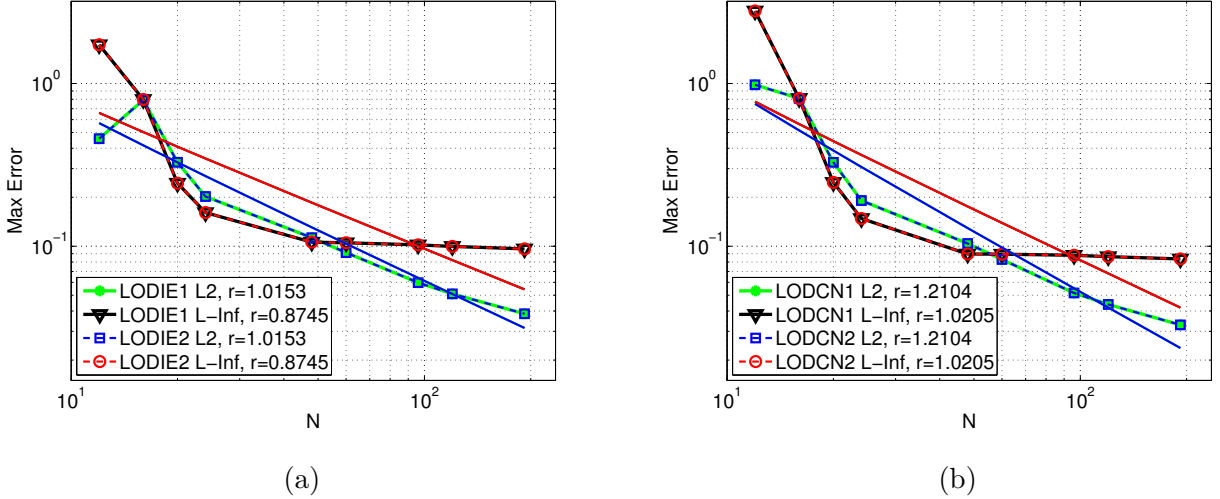 10^0
10^−1
Max Error
LODIE1 L2, r=1.0153
LODIE1 L−Inf, r=0.8745
LODIE2 L2, r=1.0153
LODIE2 L−Inf, r=0.8745
10^1
10^2
N
(a)
10^0
10^−1
Max Error
LODCN1 L2, r=1.2104
LODCN1 L−Inf, r=1.0205
LODCN2 L2, r=1.2104
LODCN2 L−Inf, r=1.0205
10^1
10^2
N
(b)